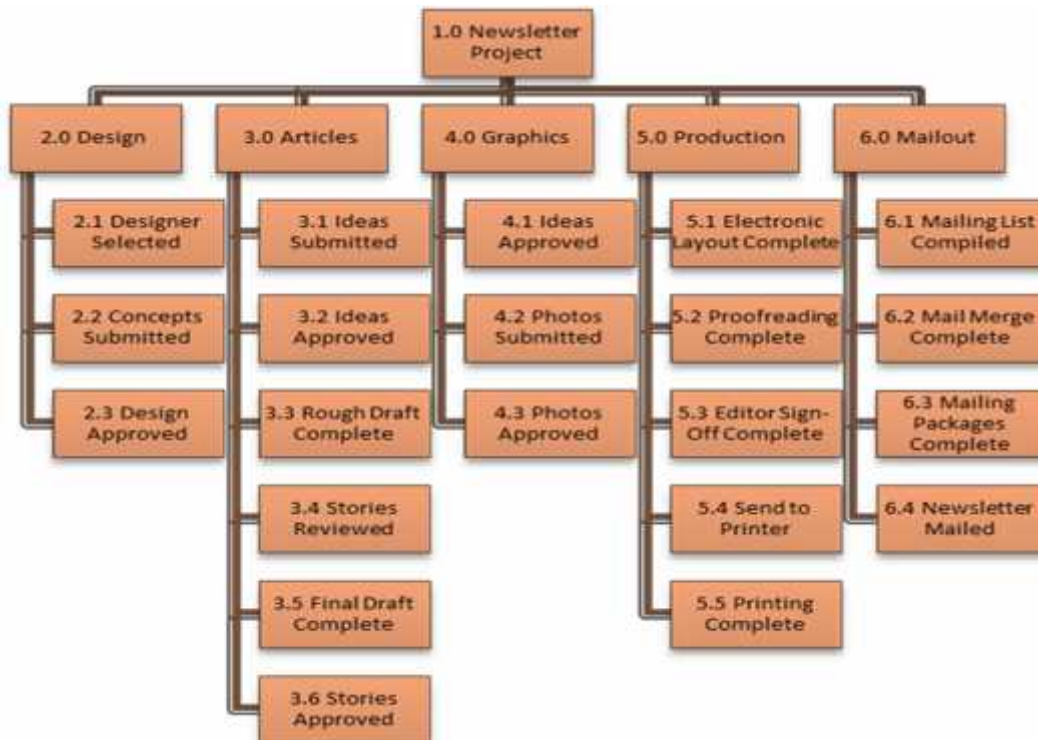 1.0 Newsletter
Project
2.0 Design
3.0 Articles
4.0 Graphics
5.0 Production
6.0 Mailout
2.1 Designer
Selected
2.2 Concepts
Submitted
2.3 Design
Approved
3.1 Ideas
Submitted
3.2 Ideas
Approved
3.3 Rough Draft
Complete
3.4 Stories
Reviewed
3.5 Final Draft
Complete
3.6 Stories
Approved
4.1 Ideas
Approved
4.2 Photos
Submitted
4.3 Photos
Approved
5.1 Electronic
Layout Complete
5.2 Proofreading
Complete
5.3 Editor Sign-
Off Complete
5.4 Send to
Printer
5.5 Printing
Complete
6.1 Mailing List
Compiled
6.2 Mail Merge
Complete
6.3 Mailing
Packages
Complete
6.4 Newsletter
Mailed